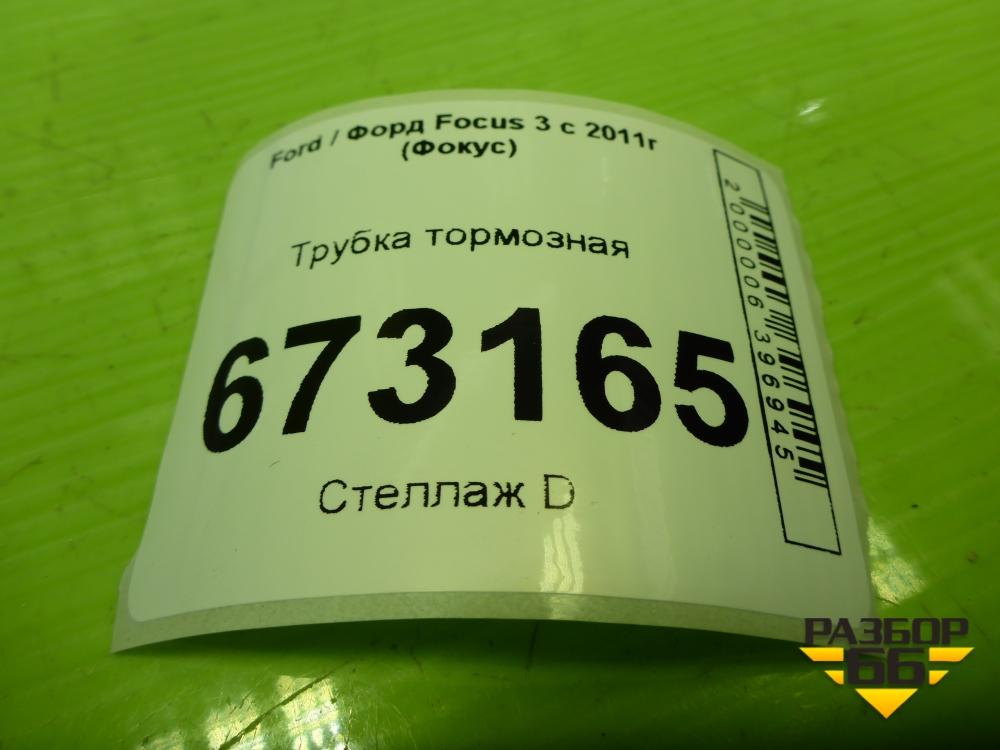 Ford / Форд Focus 3 с 2011г
(Фокус)
Трубка тормозная
673165
Стеллаж D
2000006396945
РАЗБОР
66